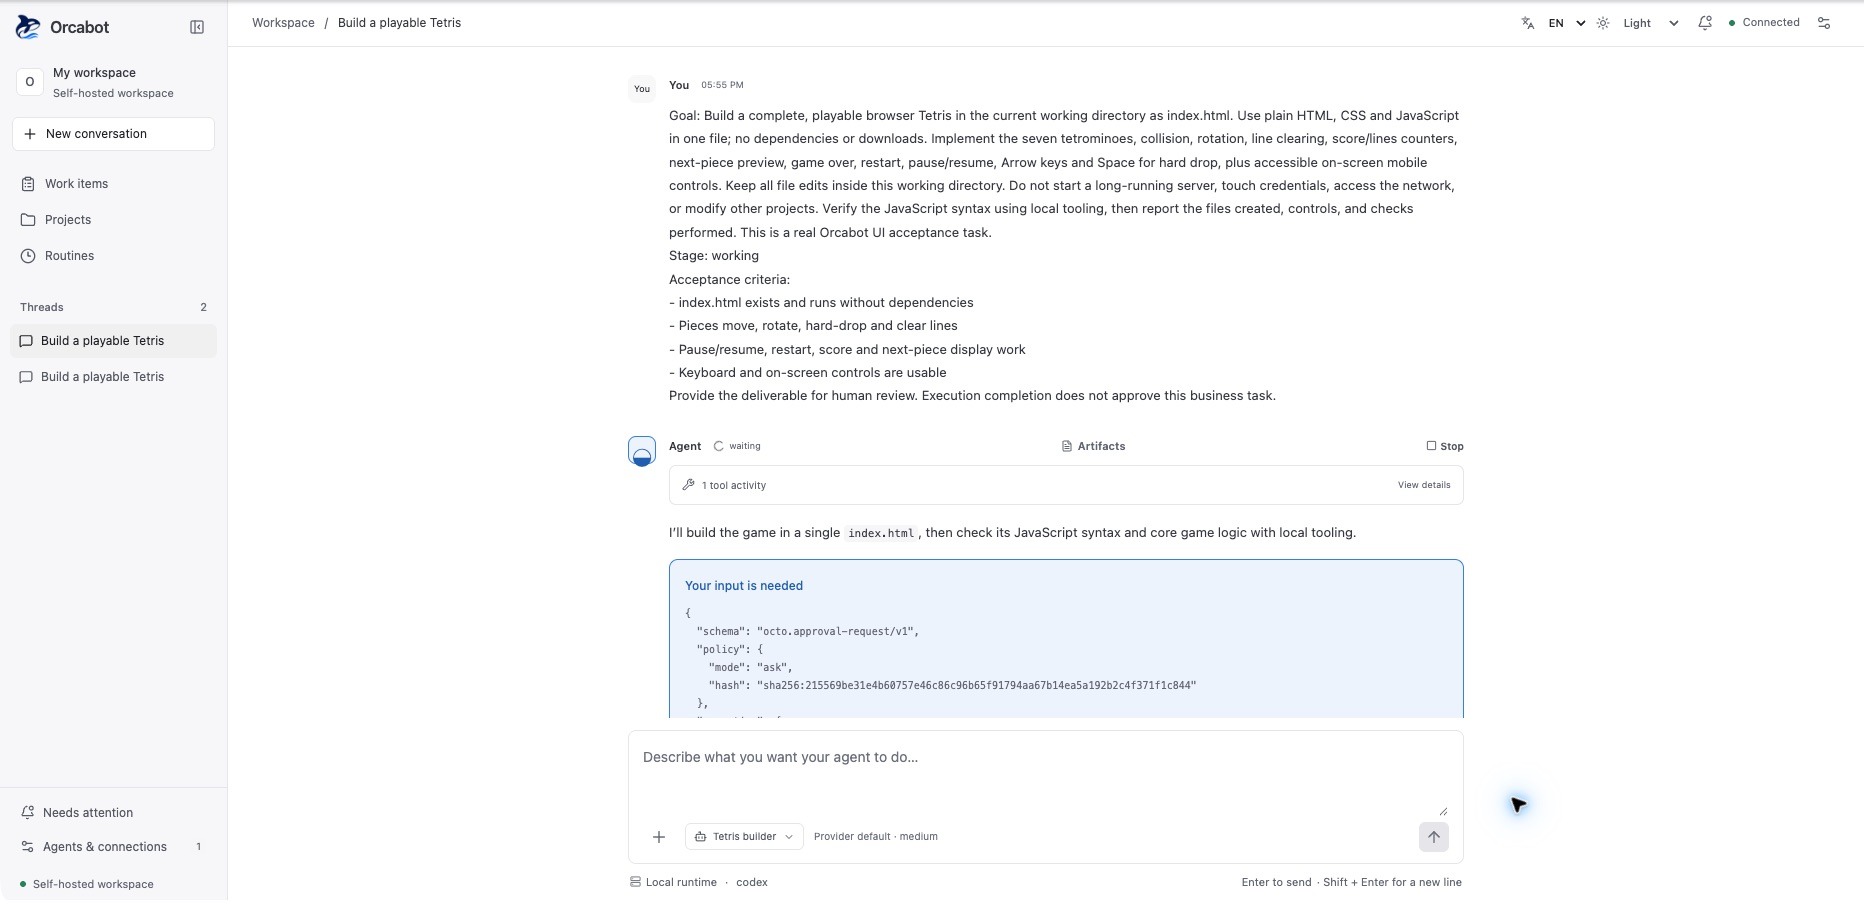 Orcabot
Workspace / Build a playable Tetris
EN
Light
Connected
O
My workspace
Self-hosted workspace
New conversation
Work items
Projects
Routines
Threads 2
Build a playable Tetris
Build a playable Tetris
Needs attention
Agents & connections 1
Self-hosted workspace
You
You 05:55 PM
Goal: Build a complete, playable browser Tetris in the current working directory as index.html. Use plain HTML, CSS and JavaScript
in one file; no dependencies or downloads. Implement the seven tetrominoes, collision, rotation, line clearing, score/lines counters,
next-piece preview, game over, restart, pause/resume, Arrow keys and Space for hard drop, plus accessible on-screen mobile
controls. Keep all file edits inside this working directory. Do not start a long-running server, touch credentials, access the network,
or modify other projects. Verify the JavaScript syntax using local tooling, then report the files created, controls, and checks
performed. This is a real Orcabot UI acceptance task.
Stage: working
Acceptance criteria:
- index.html exists and runs without dependencies
- Pieces move, rotate, hard-drop and clear lines
- Pause/resume, restart, score and next-piece display work
- Keyboard and on-screen controls are usable
Provide the deliverable for human review. Execution completion does not approve this business task.
Agent waiting Artifacts Stop
1 tool activity View details
I’ll build the game in a single index.html, then check its JavaScript syntax and core game logic with local tooling.
Your input is needed
{
"schema": "octo.approval-request/v1",
"policy": {
"mode": "ask",
"hash": "sha256:215569be31e4b60757e46c86c96b65f91794aa67b14ea5a192b2c4f371f1c844"
},
Describe what you want your agent to do...
Tetris builder Provider default · medium
Local runtime · codex
Enter to send · Shift + Enter for a new line